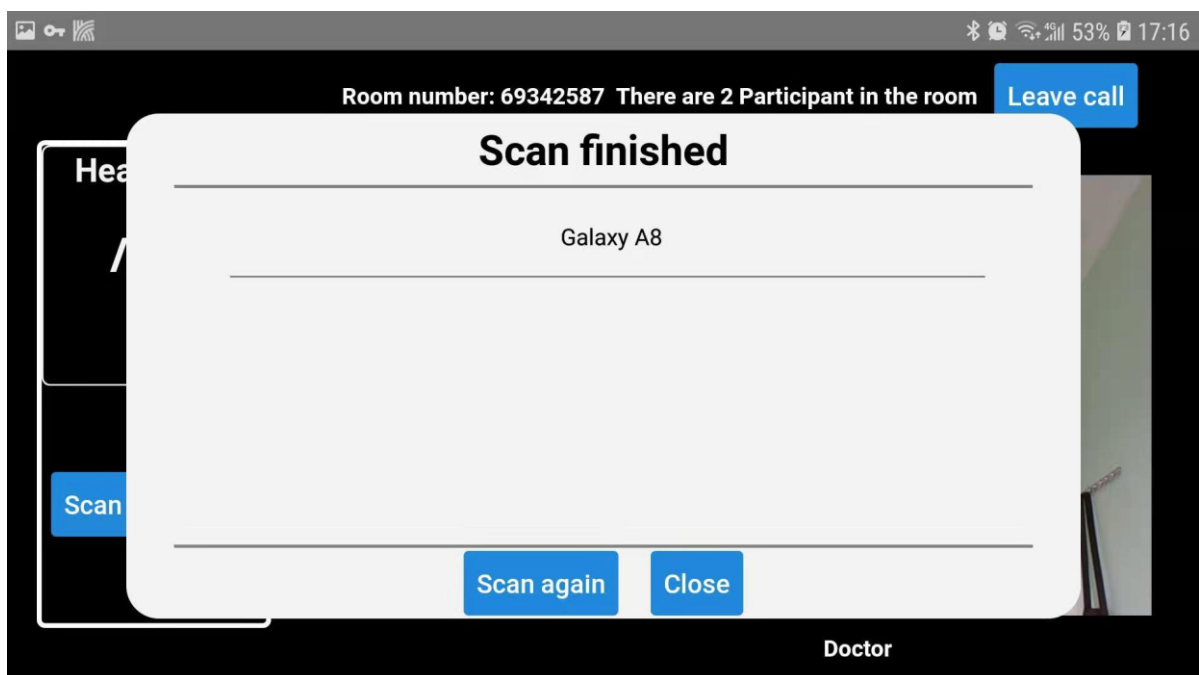 53% 17:16
Room number: 69342587 There are 2 Participant in the room Leave call
Scan finished
Hea
Galaxy A8
Scan
Scan again Close
Doctor